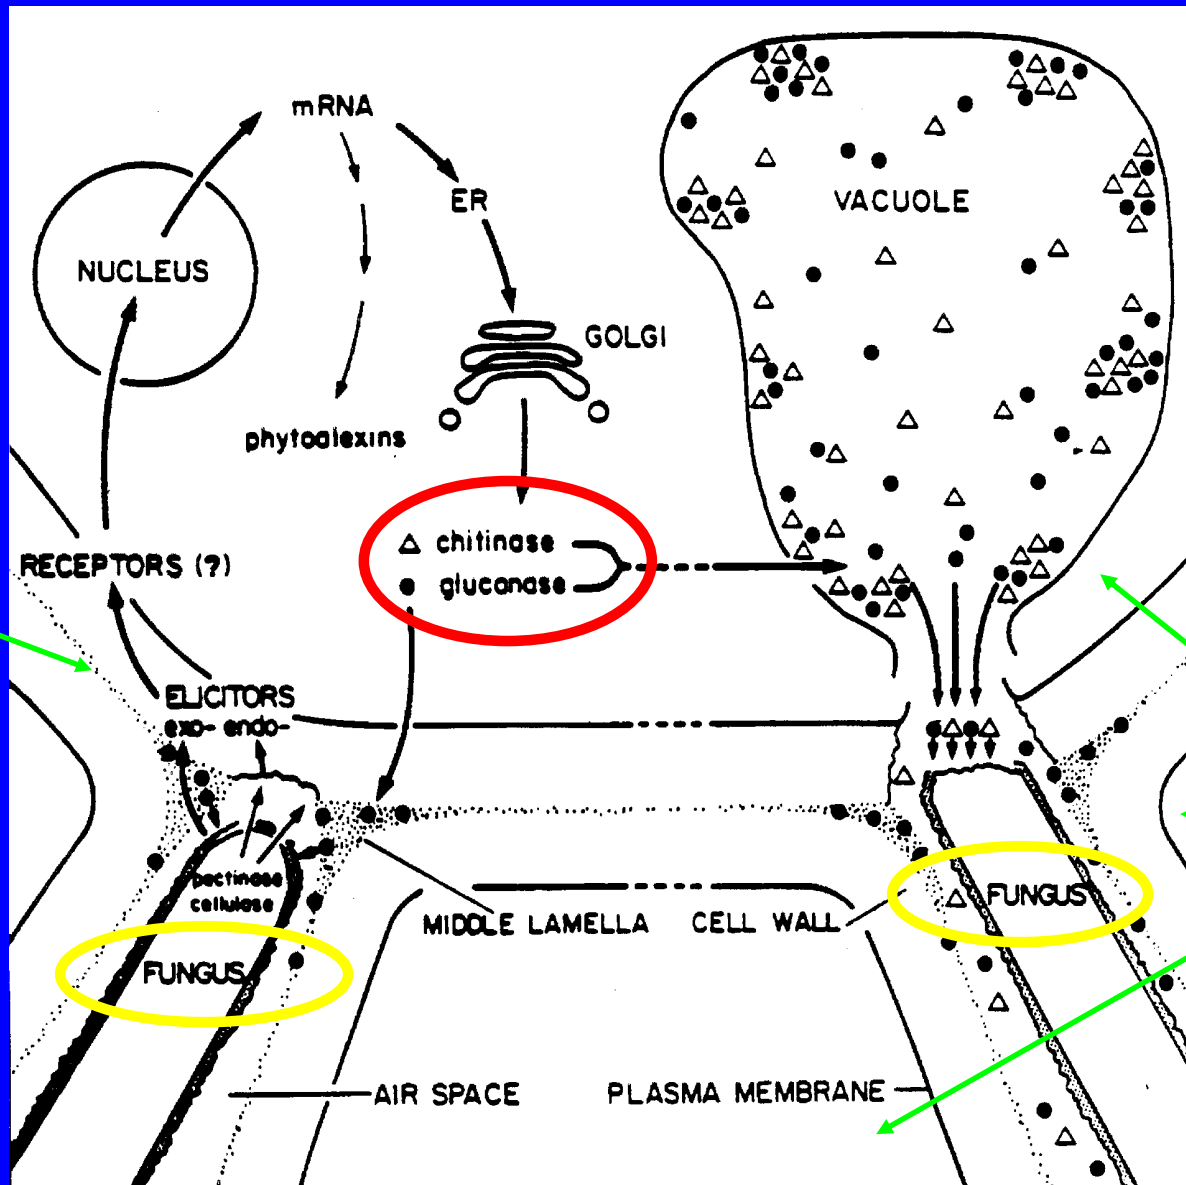 mRNA
ER
VACUOLE
NUCLEUS
GOLGI
phytoalexins
chitinase
gluconase
RECEPTORS (?)
ELICITORS
exo- endo-
pectinase
cellulase
FUNGUS
MIDDLE LAMELLA
CELL WALL
FUNGUS
AIR SPACE
PLASMA MEMBRANE